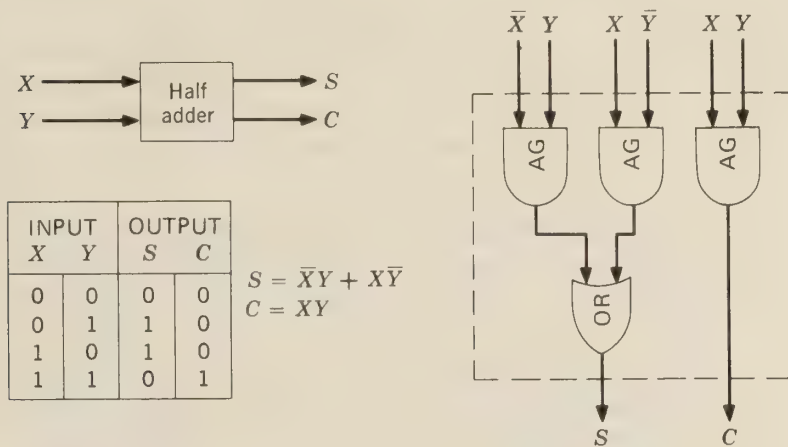 X
Y
Half
adder
S
C
INPUT OUTPUT
X Y S C
0 0 0 0
0 1 1 0
1 0 1 0
1 1 0 1
S = X̅Y + XY̅
C = XY
X̅ Y X Y̅ X Y
AG AG AG
OR
S C